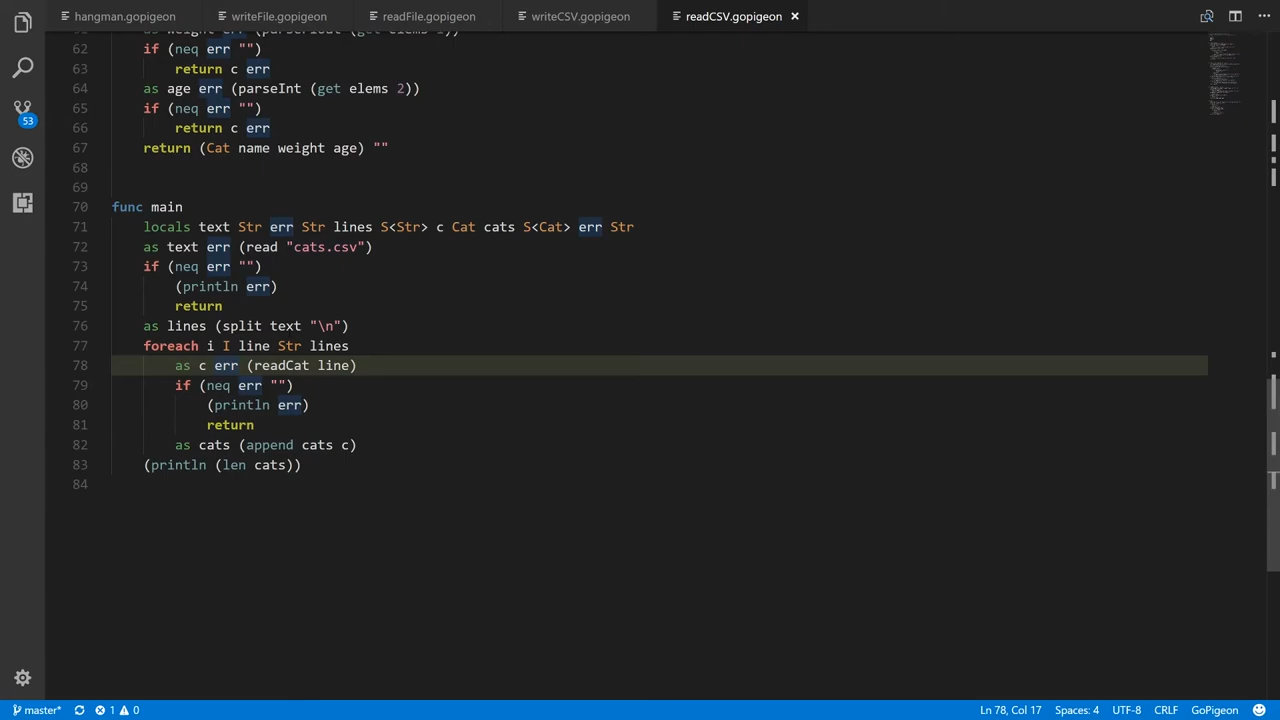 hangman.gopigeon writeFile.gopigeon readFile.gopigeon writeCSV.gopigeon readCSV.gopigeon
62 if (neq err "")
63 return c err
64 as age err (parseInt (get elems 2))
65 if (neq err "")
66 return c err
67 return (Cat name weight age) ""
68
69
70 func main
71 locals text Str err Str lines S<Str> c Cat cats S<Cat> err Str
72 as text err (read "cats.csv")
73 if (neq err "")
74 (println err)
75 return
76 as lines (split text "\n")
77 foreach i I line Str lines
78 as c err (readCat line)
79 if (neq err "")
80 (println err)
81 return
82 as cats (append cats c)
83 (println (len cats))
84
53
master* 1 0 Ln 78, Col 17 Spaces: 4 UTF-8 CRLF GoPigeon